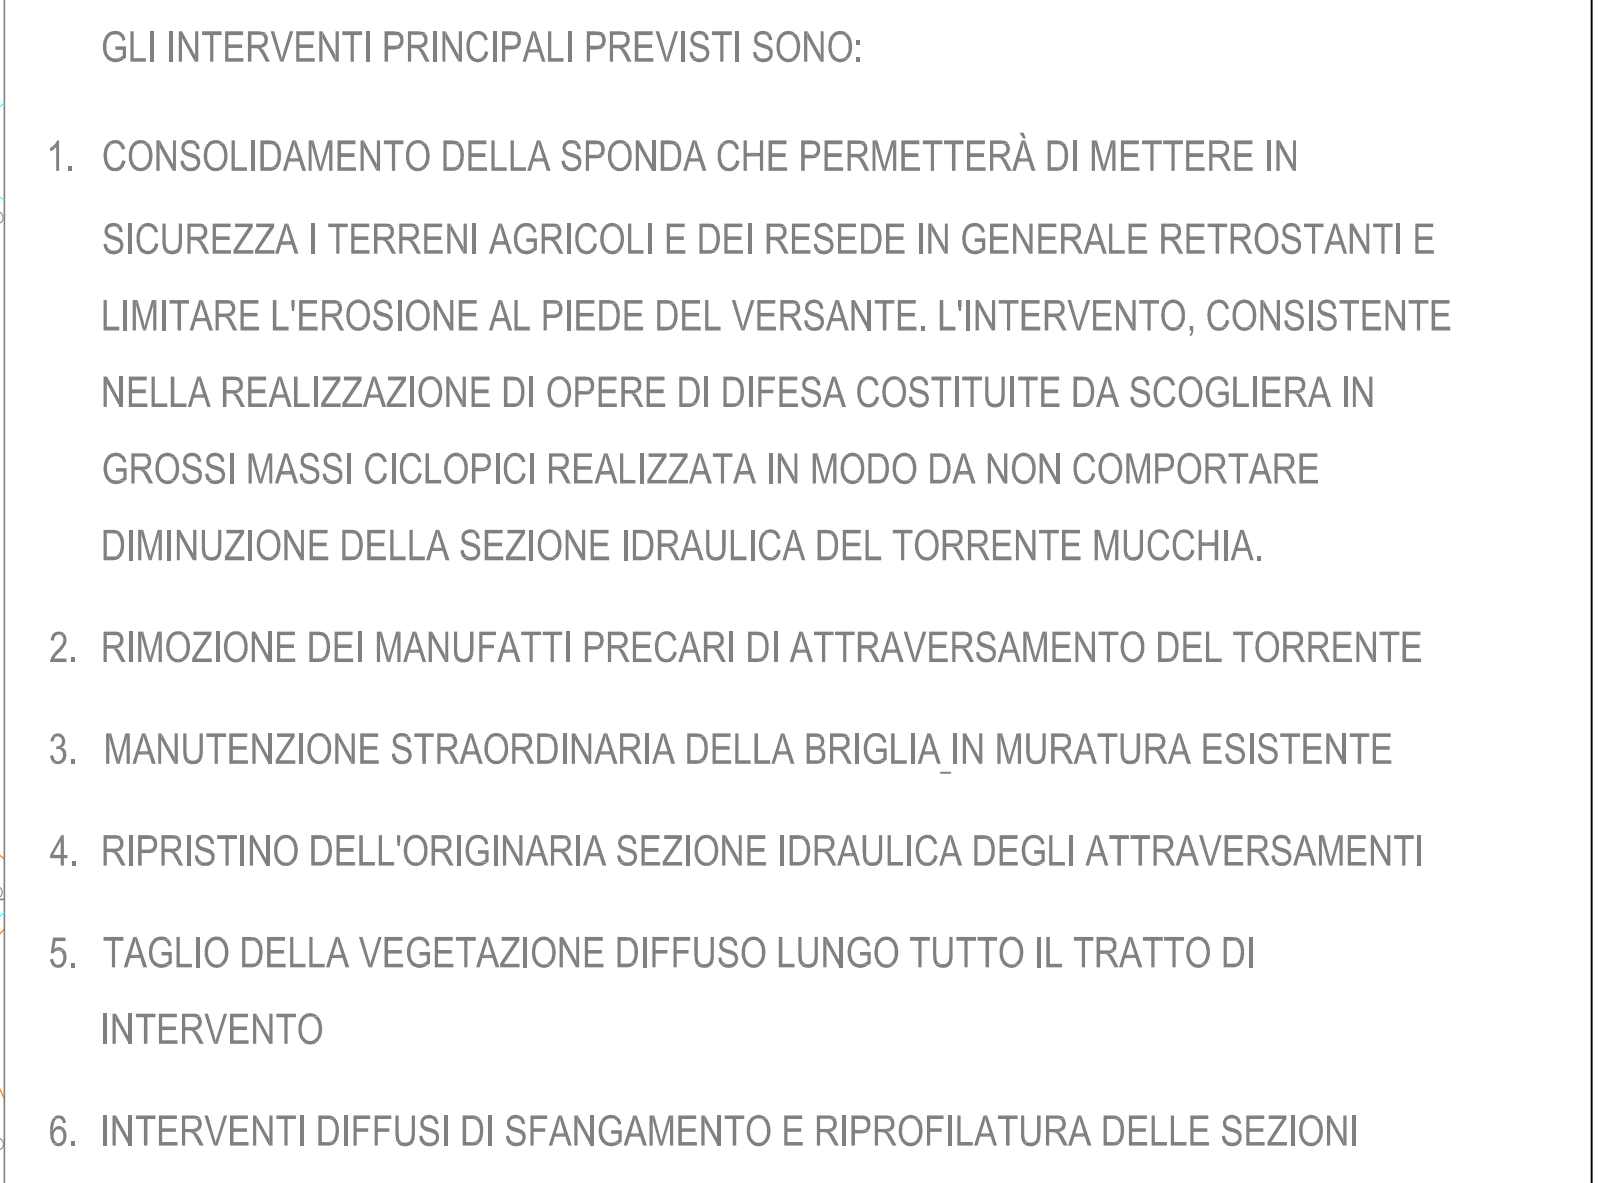 GLI INTERVENTI PRINCIPALI PREVISTI SONO:
1. CONSOLIDAMENTO DELLA SPONDA CHE PERMETTERÀ DI METTERE IN
SICUREZZA I TERRENI AGRICOLI E DEI RESEDE IN GENERALE RETROSTANTI E
LIMITARE L'EROSIONE AL PIEDE DEL VERSANTE. L'INTERVENTO, CONSISTENTE
NELLA REALIZZAZIONE DI OPERE DI DIFESA COSTITUITE DA SCOGLIERA IN
GROSSI MASSI CICLOPICI REALIZZATA IN MODO DA NON COMPORTARE
DIMINUZIONE DELLA SEZIONE IDRAULICA DEL TORRENTE MUCCHIA.
2. RIMOZIONE DEI MANUFATTI PRECARI DI ATTRAVERSAMENTO DEL TORRENTE
3. MANUTENZIONE STRAORDINARIA DELLA BRIGLIA_IN MURATURA ESISTENTE
4. RIPRISTINO DELL'ORIGINARIA SEZIONE IDRAULICA DEGLI ATTRAVERSAMENTI
5. TAGLIO DELLA VEGETAZIONE DIFFUSO LUNGO TUTTO IL TRATTO DI
INTERVENTO
6. INTERVENTI DIFFUSI DI SFANGAMENTO E RIPROFILATURA DELLE SEZIONI